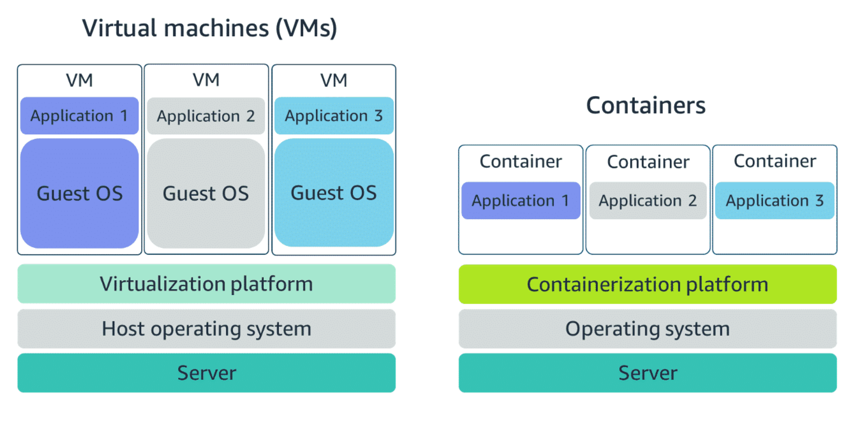 Virtual machines (VMs)
VM
VM
VM
Application 1
Application 2
Application 3
Guest OS
Guest OS
Guest OS
Virtualization platform
Host operating system
Server
Containers
Container
Container
Container
Application 1
Application 2
Application 3
Containerization platform
Operating system
Server